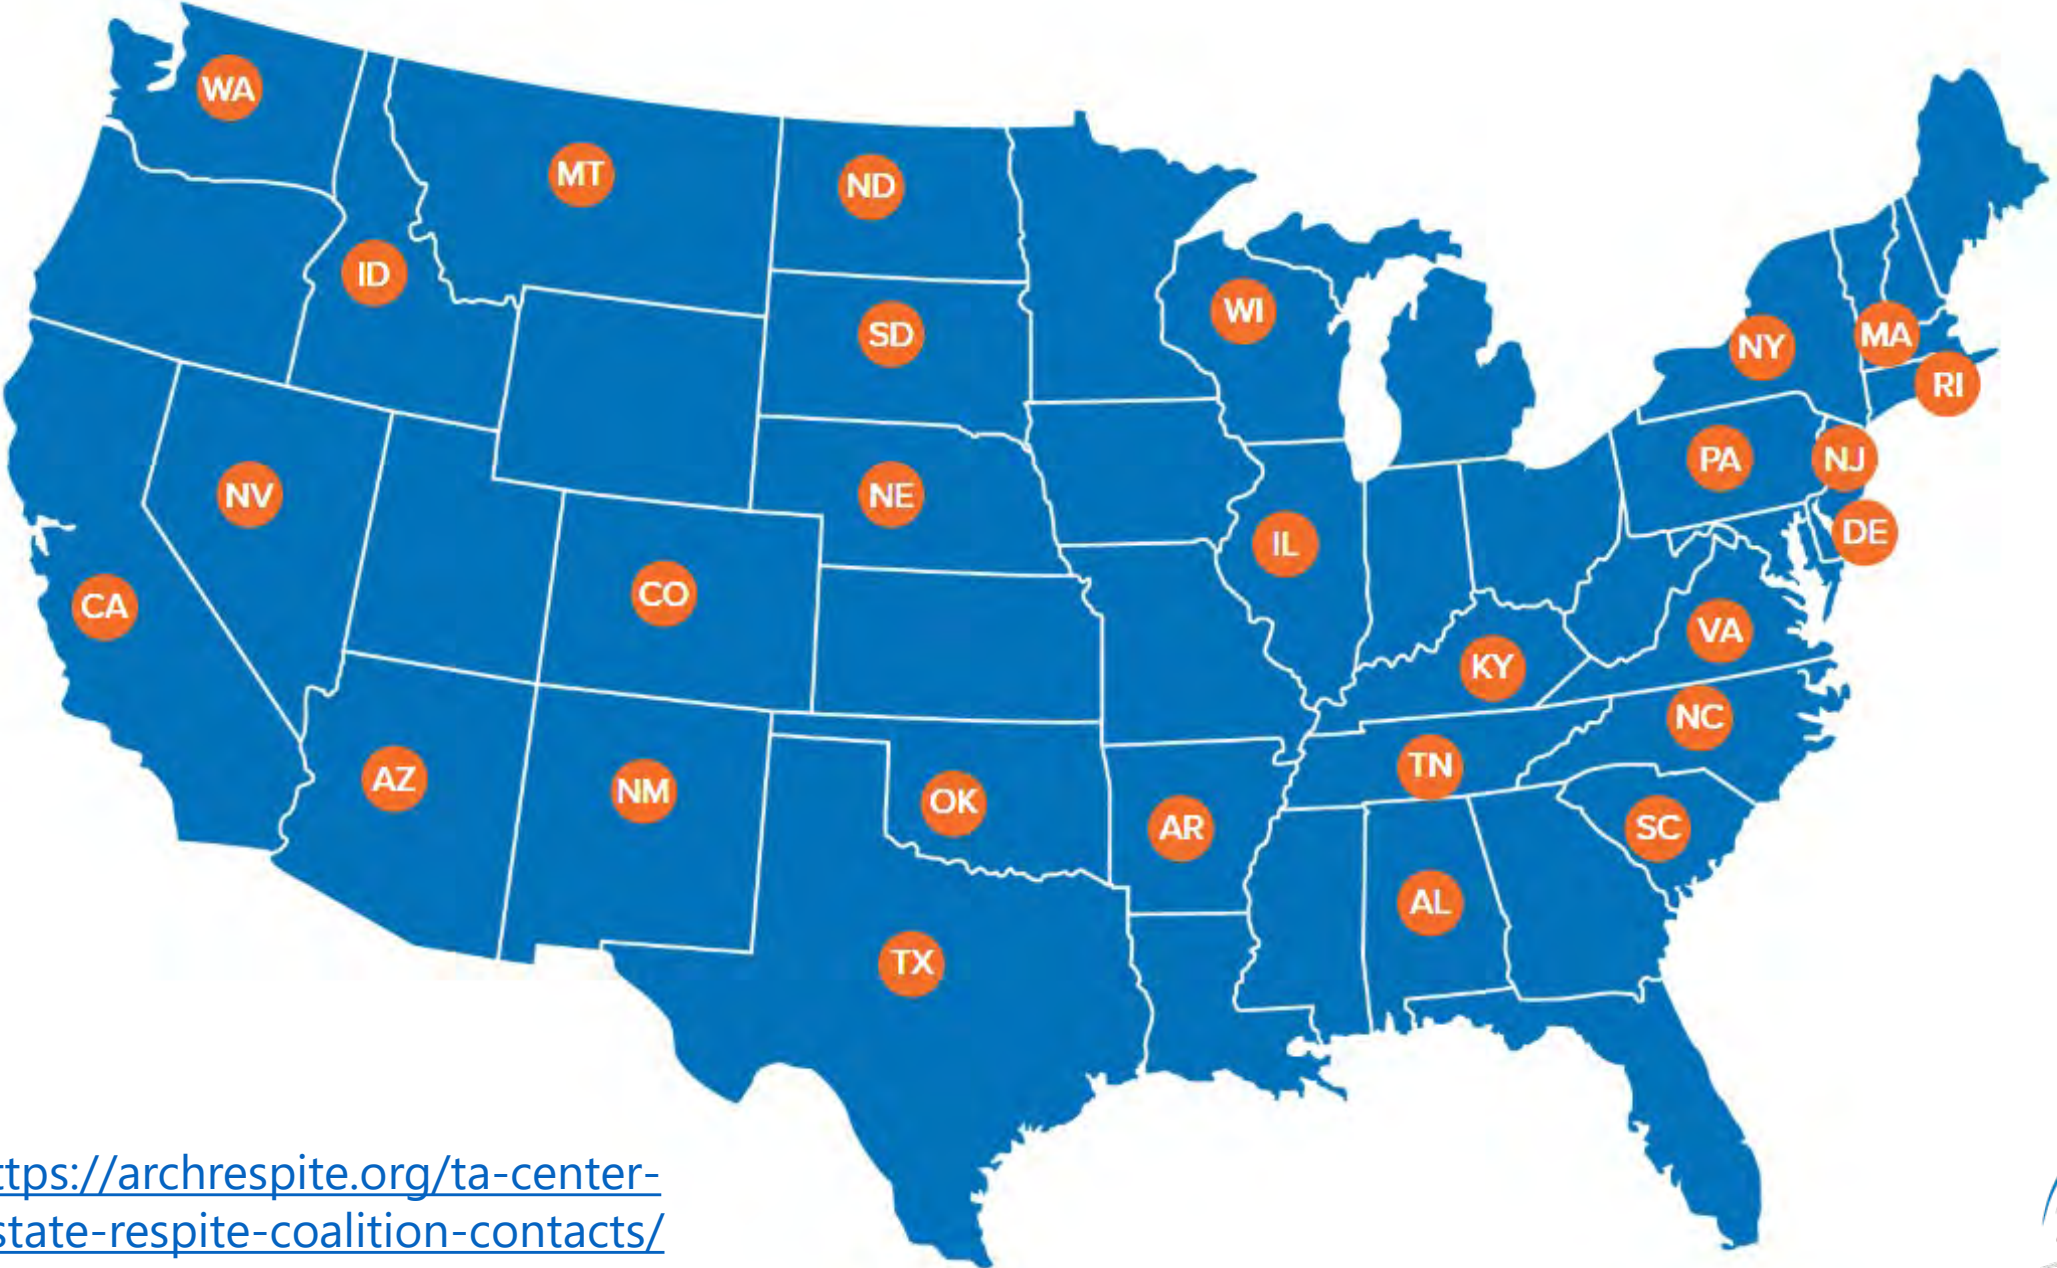 WA
MT
ND
ID
SD
WI
NY
MA
RI
NV
NE
PA
NJ
DE
IL
CO
CA
VA
KY
NC
TN
AZ
NM
OK
AR
SC
AL
TX
ttps://archrespite.org/ta-center-
state-respite-coalition-contacts/